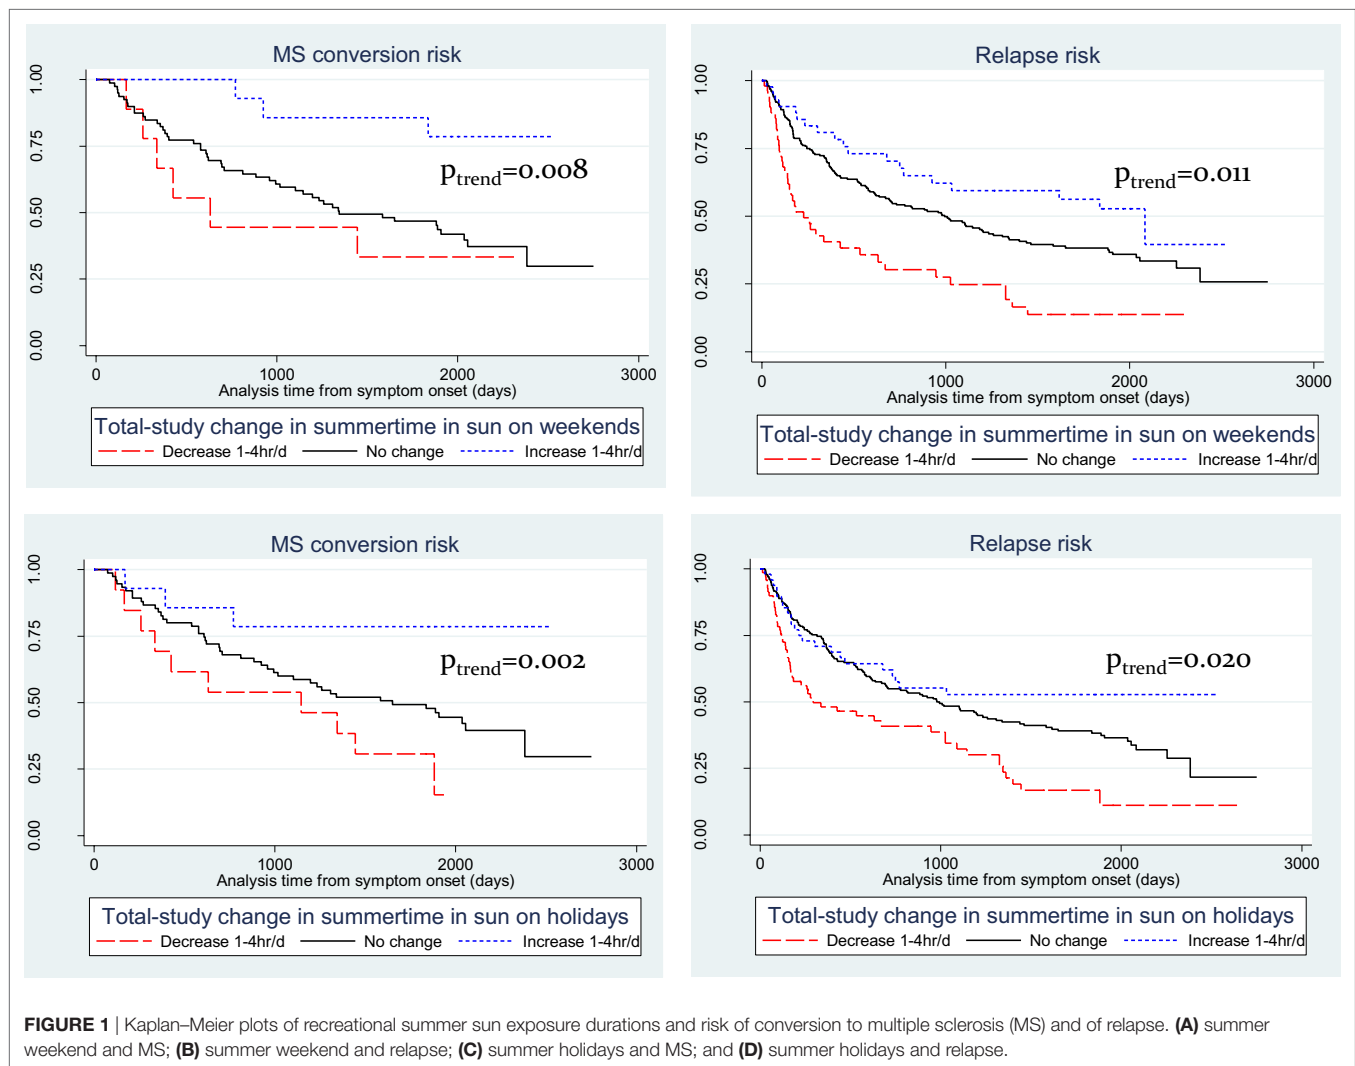 MS conversion risk
1.00
0.75
0.50
0.25
0.00
p_trend=0.008
0 1000 2000 3000
Analysis time from symptom onset (days)
Total-study change in summertime in sun on weekends
Decrease 1-4hr/d No change Increase 1-4hr/d
Relapse risk
1.00
0.75
0.50
0.25
0.00
p_trend=0.011
0 1000 2000 3000
Analysis time from symptom onset (days)
Total-study change in summertime in sun on weekends
Decrease 1-4hr/d No change Increase 1-4hr/d
MS conversion risk
1.00
0.75
0.50
0.25
0.00
p_trend=0.002
0 1000 2000 3000
Analysis time from symptom onset (days)
Total-study change in summertime in sun on holidays
Decrease 1-4hr/d No change Increase 1-4hr/d
Relapse risk
1.00
0.75
0.50
0.25
0.00
p_trend=0.020
0 1000 2000 3000
Analysis time from symptom onset (days)
Total-study change in summertime in sun on holidays
Decrease 1-4hr/d No change Increase 1-4hr/d
FIGURE 1 | Kaplan–Meier plots of recreational summer sun exposure durations and risk of conversion to multiple sclerosis (MS) and of relapse. (A) summer
weekend and MS; (B) summer weekend and relapse; (C) summer holidays and MS; and (D) summer holidays and relapse.